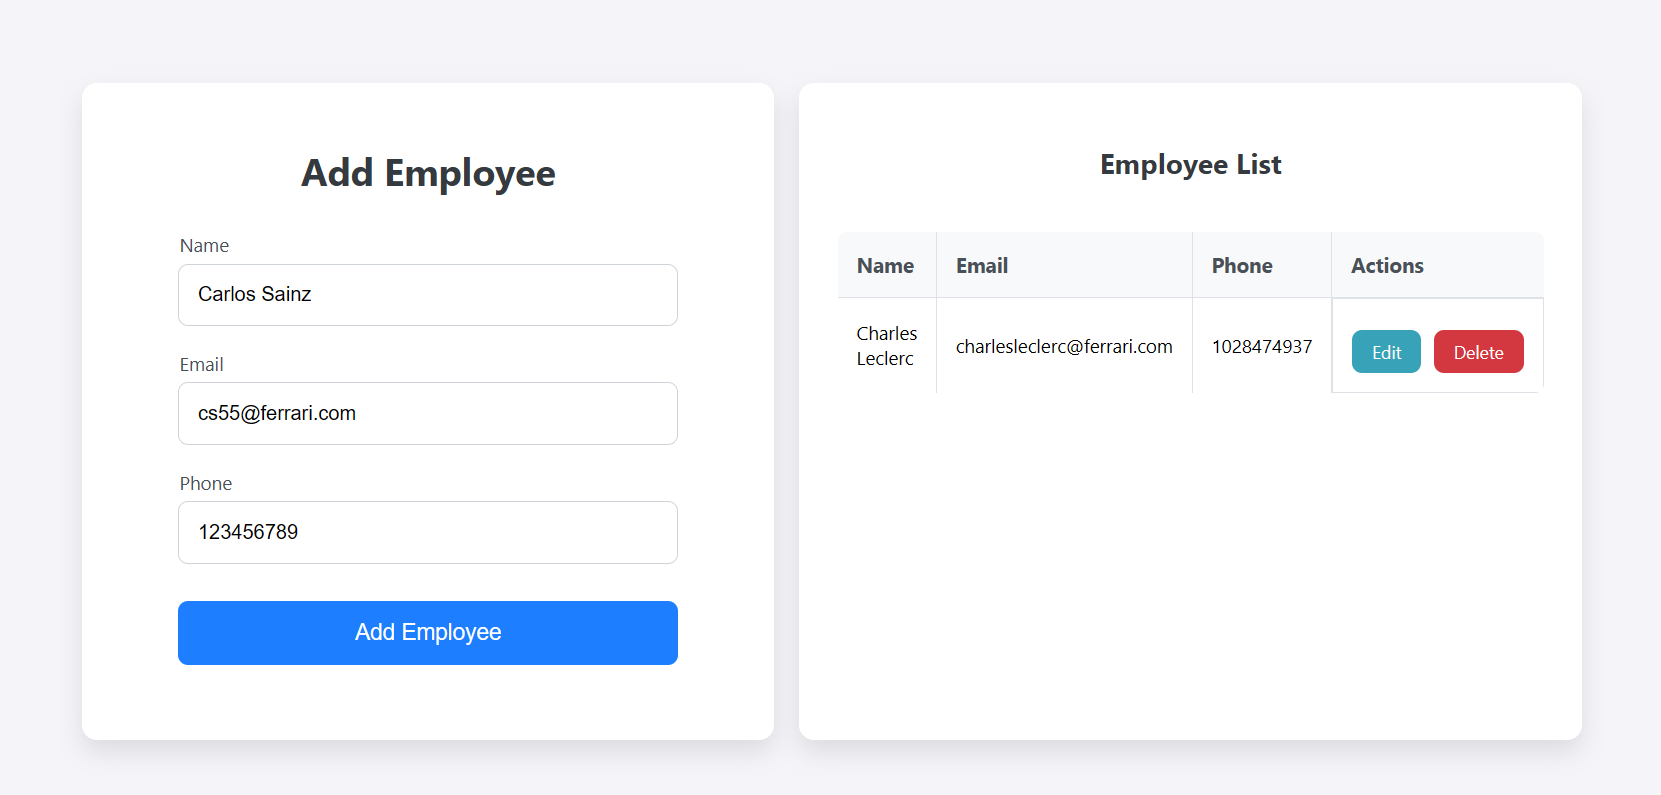 Add Employee
Name
Carlos Sainz
Email
cs55@ferrari.com
Phone
123456789
Add Employee
Employee List
Name Email Phone Actions
Charles
Leclerc
charlesleclerc@ferrari.com 1028474937 Edit Delete